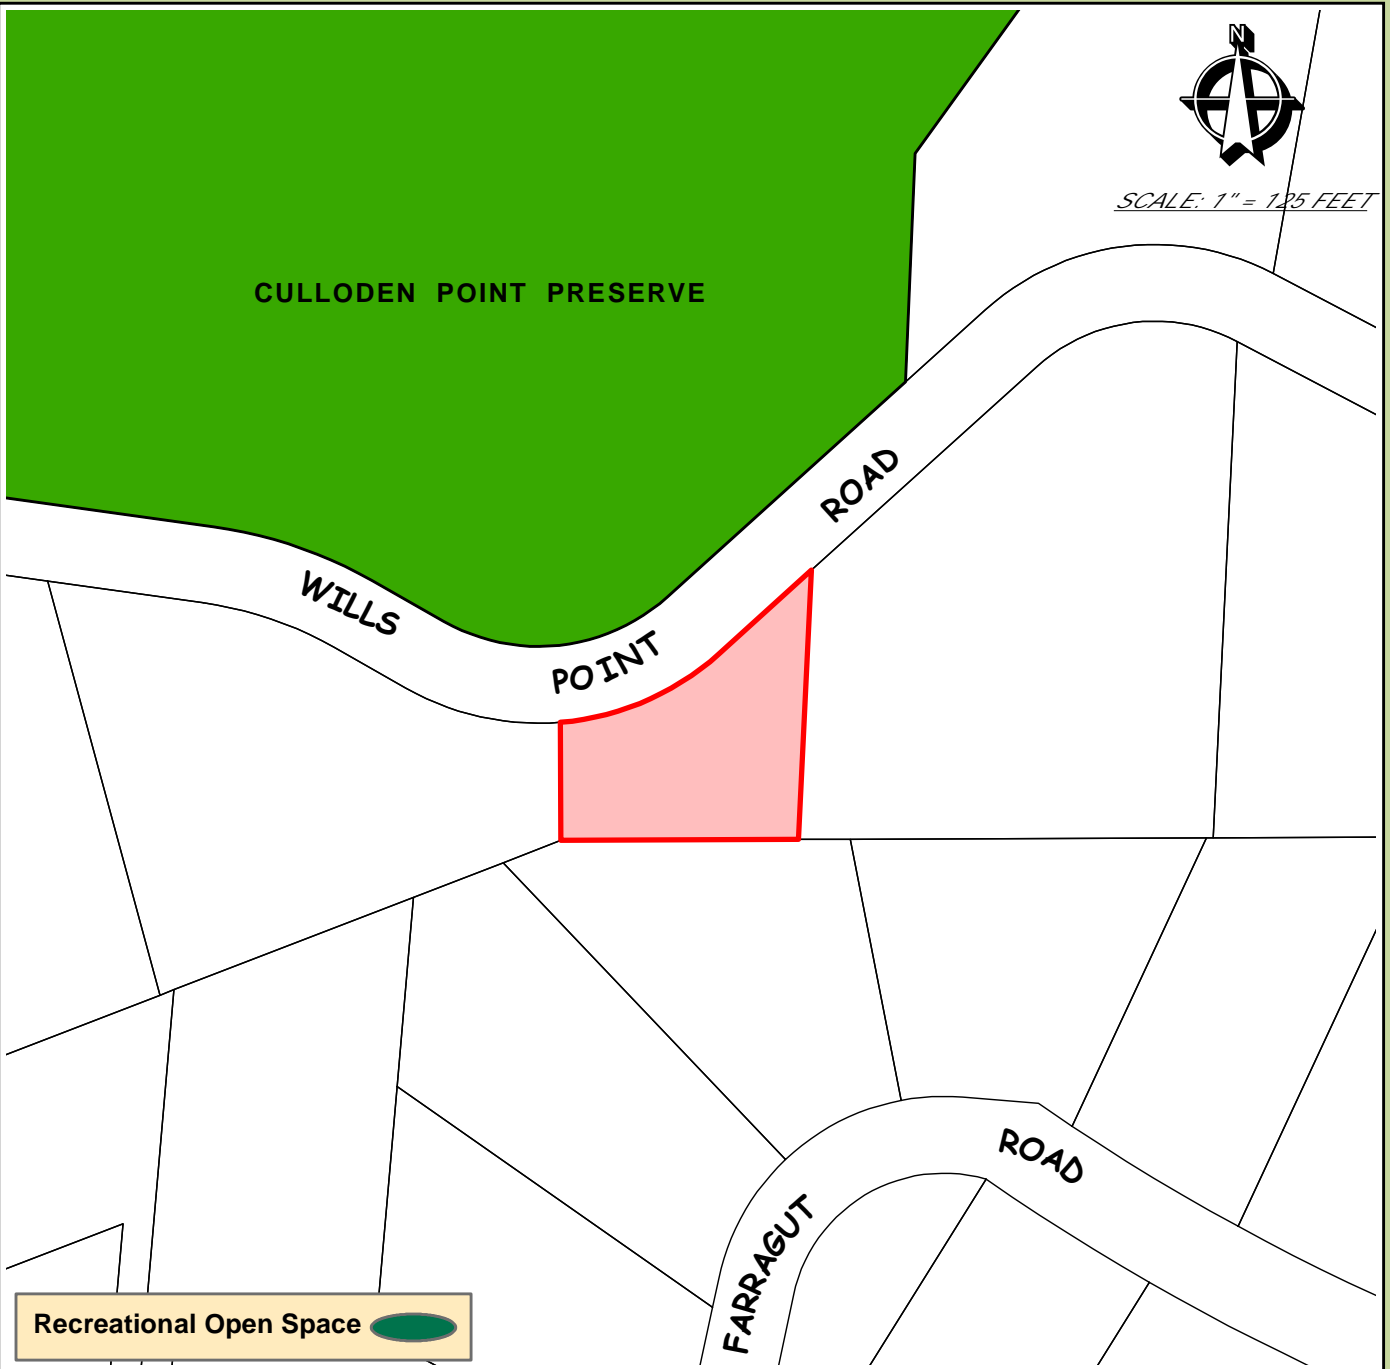 N
SCALE: 1" = 125 FEET
CULLODEN POINT PRESERVE
WILLS POINT ROAD
FARRAGUT ROAD
Recreational Open Space